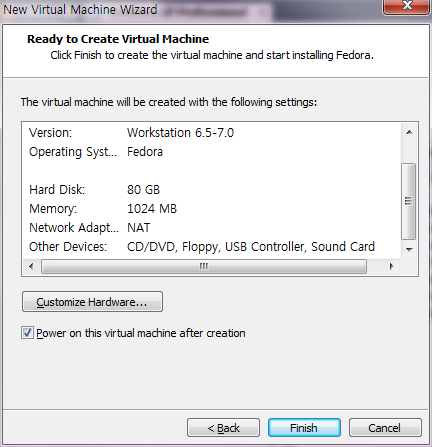 New Virtual Machine Wizard
Ready to Create Virtual Machine
Click Finish to create the virtual machine and start installing Fedora.
The virtual machine will be created with the following settings:
Version: Workstation 6.5-7.0
Operating Syst... Fedora
Hard Disk: 80 GB
Memory: 1024 MB
Network Adapt... NAT
Other Devices: CD/DVD, Floppy, USB Controller, Sound Card
Customize Hardware...
Power on this virtual machine after creation
< Back Finish Cancel